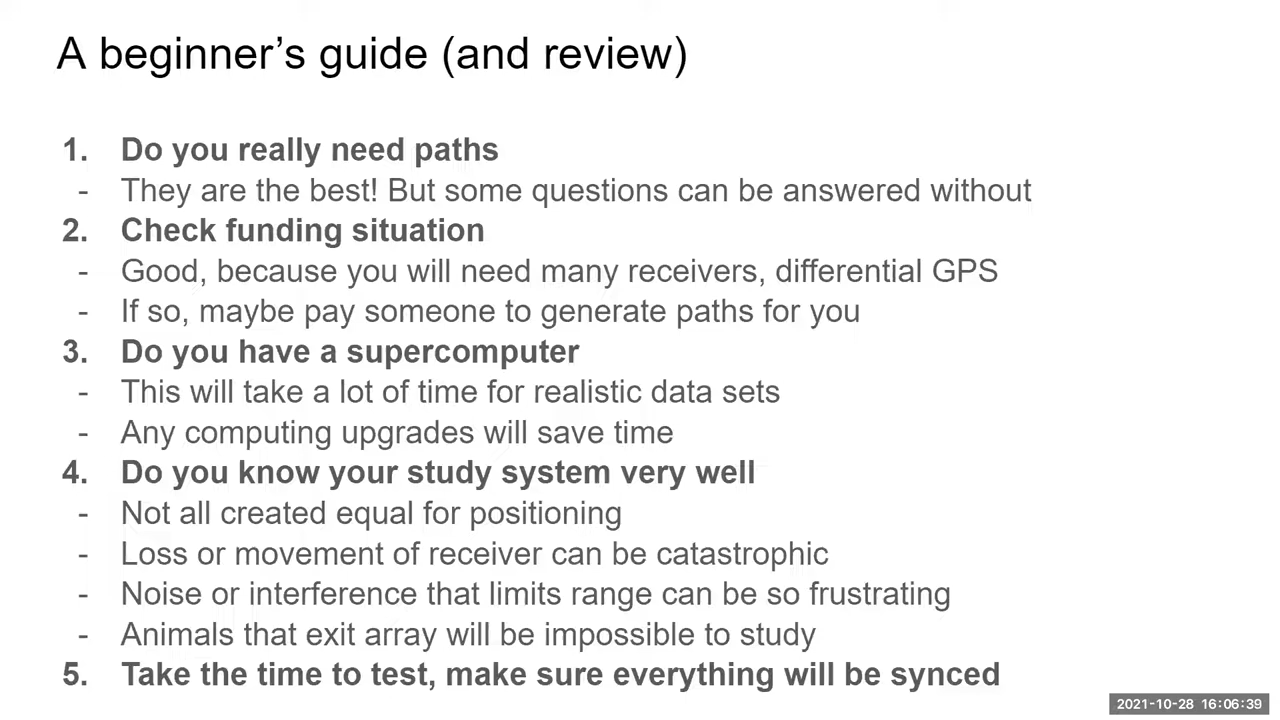 A beginner’s guide (and review)
1. Do you really need paths
- They are the best! But some questions can be answered without
2. Check funding situation
- Good, because you will need many receivers, differential GPS
- If so, maybe pay someone to generate paths for you
3. Do you have a supercomputer
- This will take a lot of time for realistic data sets
- Any computing upgrades will save time
4. Do you know your study system very well
- Not all created equal for positioning
- Loss or movement of receiver can be catastrophic
- Noise or interference that limits range can be so frustrating
- Animals that exit array will be impossible to study
5. Take the time to test, make sure everything will be synced
2021-10-28 16:06:39